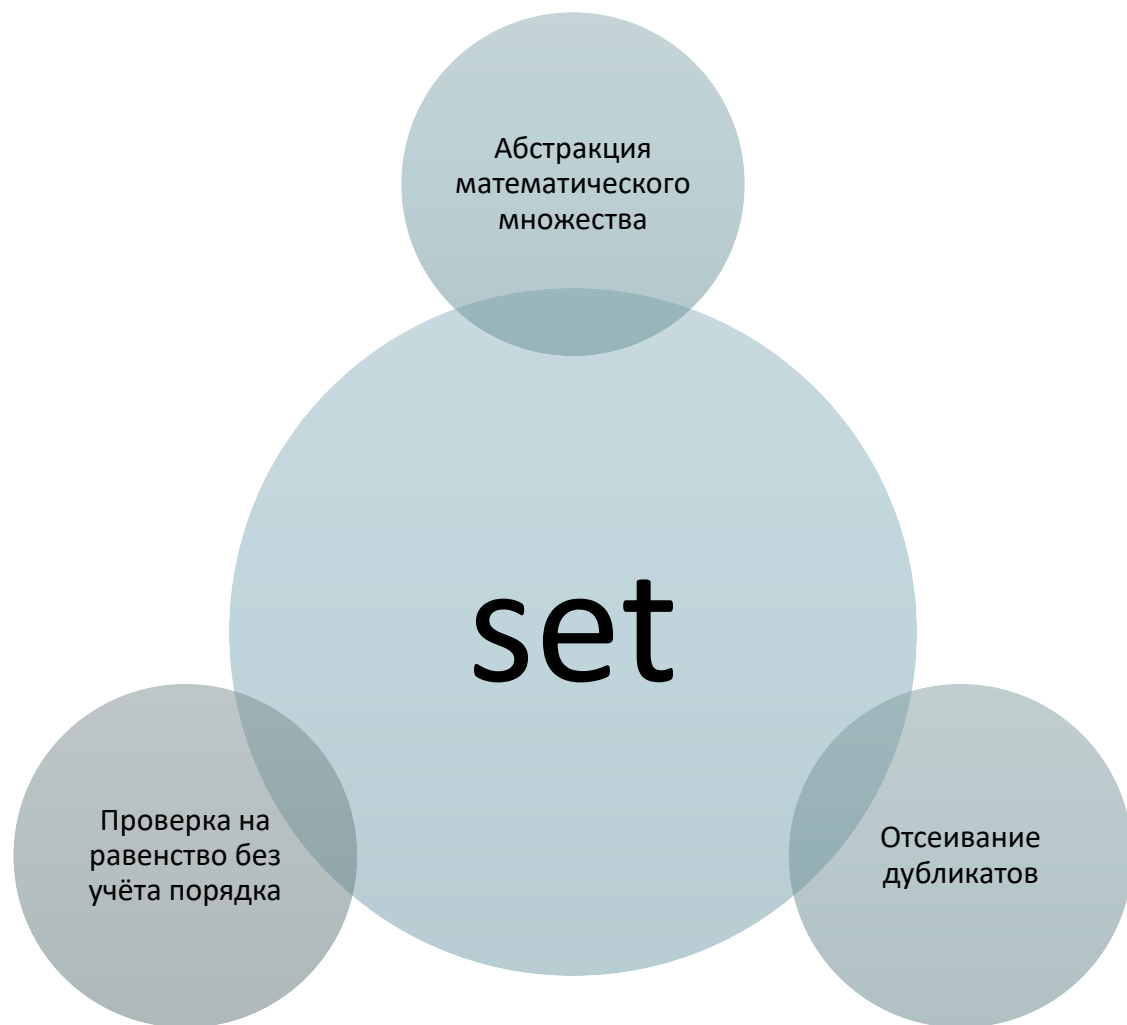 Абстракция
математического
множества
set
Проверка на
равенство без
учёта порядка
Отсеивание
дубликатов